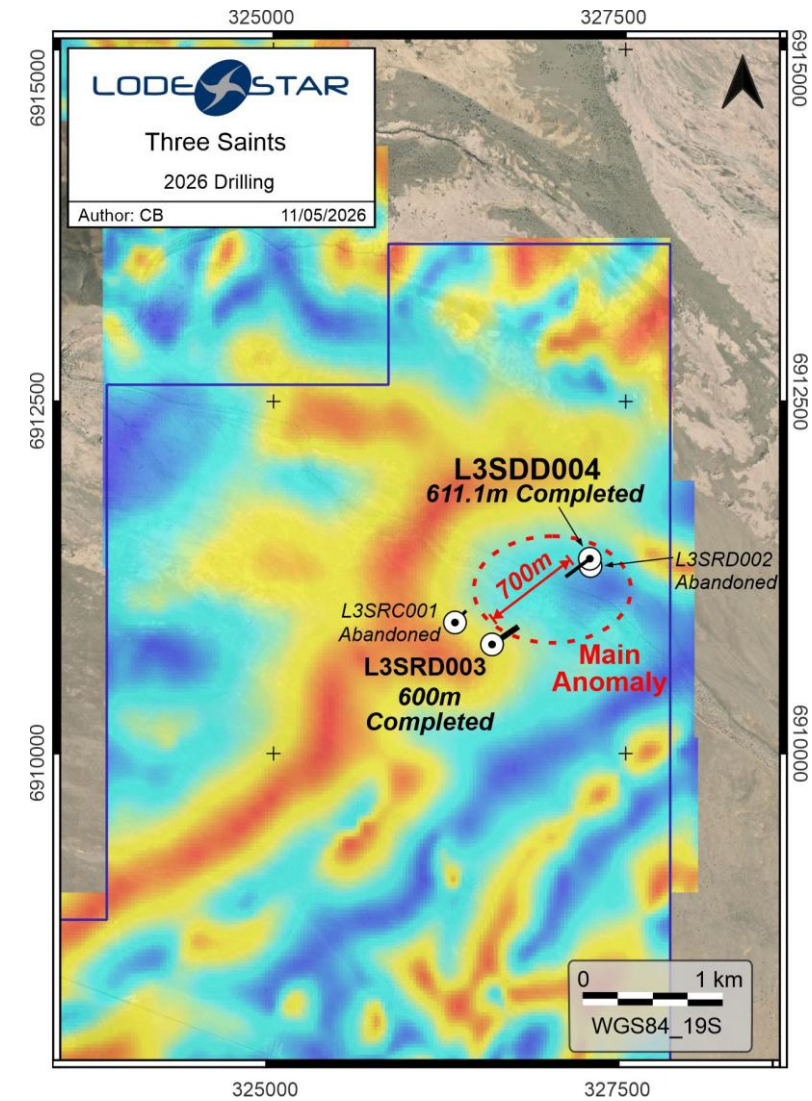 325000
327500
6915000
6915000
LODESTAR
Three Saints
2026 Drilling
Author: CB
11/05/2026
6912500
6912500
L3SDD004
611.1m Completed
700m
L3SRD002
Abandoned
L3SRC001
Abandoned
L3SRD003
600m
Completed
Main
Anomaly
6910000
6910000
0
1 km
WGS84_19S
325000
327500